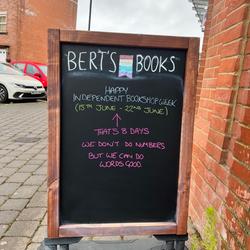 BERT'S BOOKS
HAPPY
INDEPENDENT BOOKSHOP WEEK
(15TH JUNE - 22ND JUNE)
THAT'S 8 DAYS
WE DON'T DO NUMBERS
BUT WE CAN DO
WORDS GOOD.